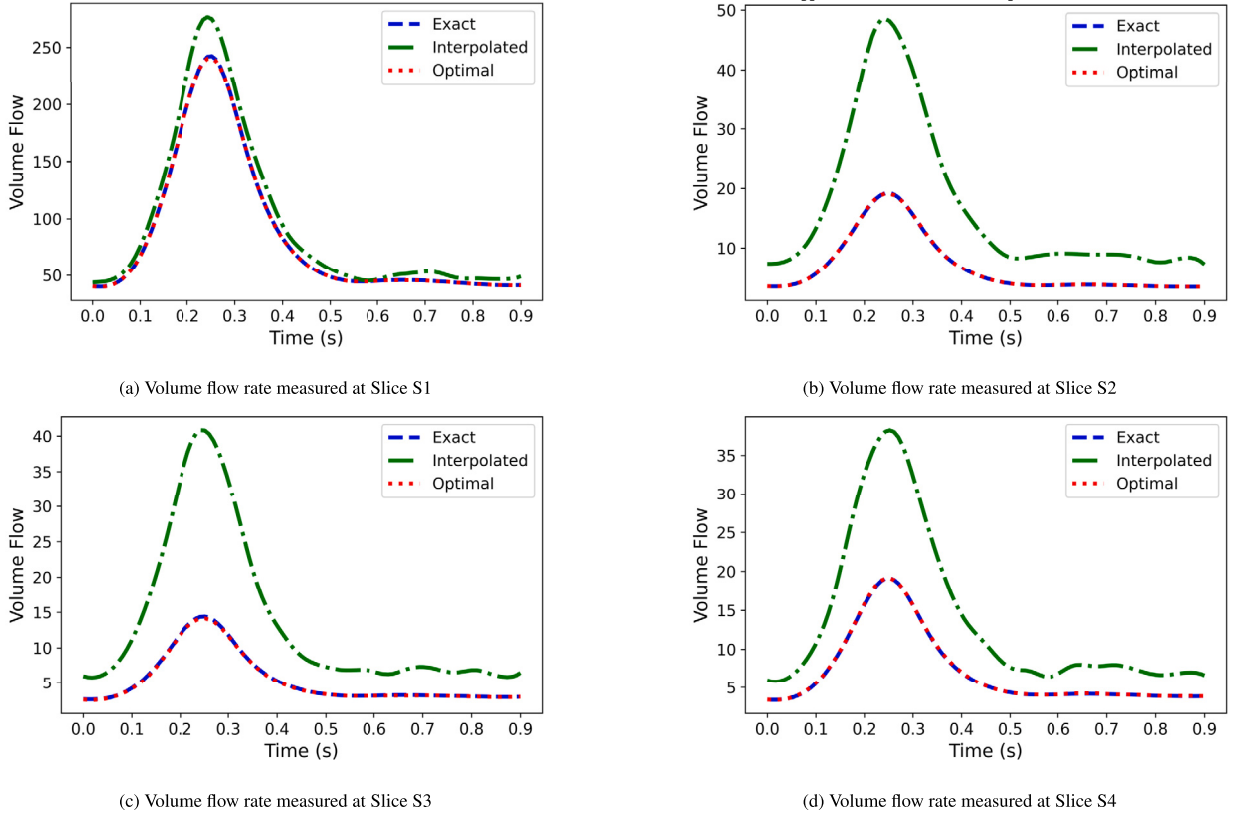 Exact
Interpolated
Optimal
250
200
150
100
50
Volume Flow
0.0 0.1 0.2 0.3 0.4 0.5 0.6 0.7 0.8 0.9
Time (s)
(a) Volume flow rate measured at Slice S1
Exact
Interpolated
Optimal
50
40
30
20
10
Volume Flow
0.0 0.1 0.2 0.3 0.4 0.5 0.6 0.7 0.8 0.9
Time (s)
(b) Volume flow rate measured at Slice S2
Exact
Interpolated
Optimal
40
35
30
25
20
15
10
5
Volume Flow
0.0 0.1 0.2 0.3 0.4 0.5 0.6 0.7 0.8 0.9
Time (s)
(c) Volume flow rate measured at Slice S3
Exact
Interpolated
Optimal
35
30
25
20
15
10
5
Volume Flow
0.0 0.1 0.2 0.3 0.4 0.5 0.6 0.7 0.8 0.9
Time (s)
(d) Volume flow rate measured at Slice S4